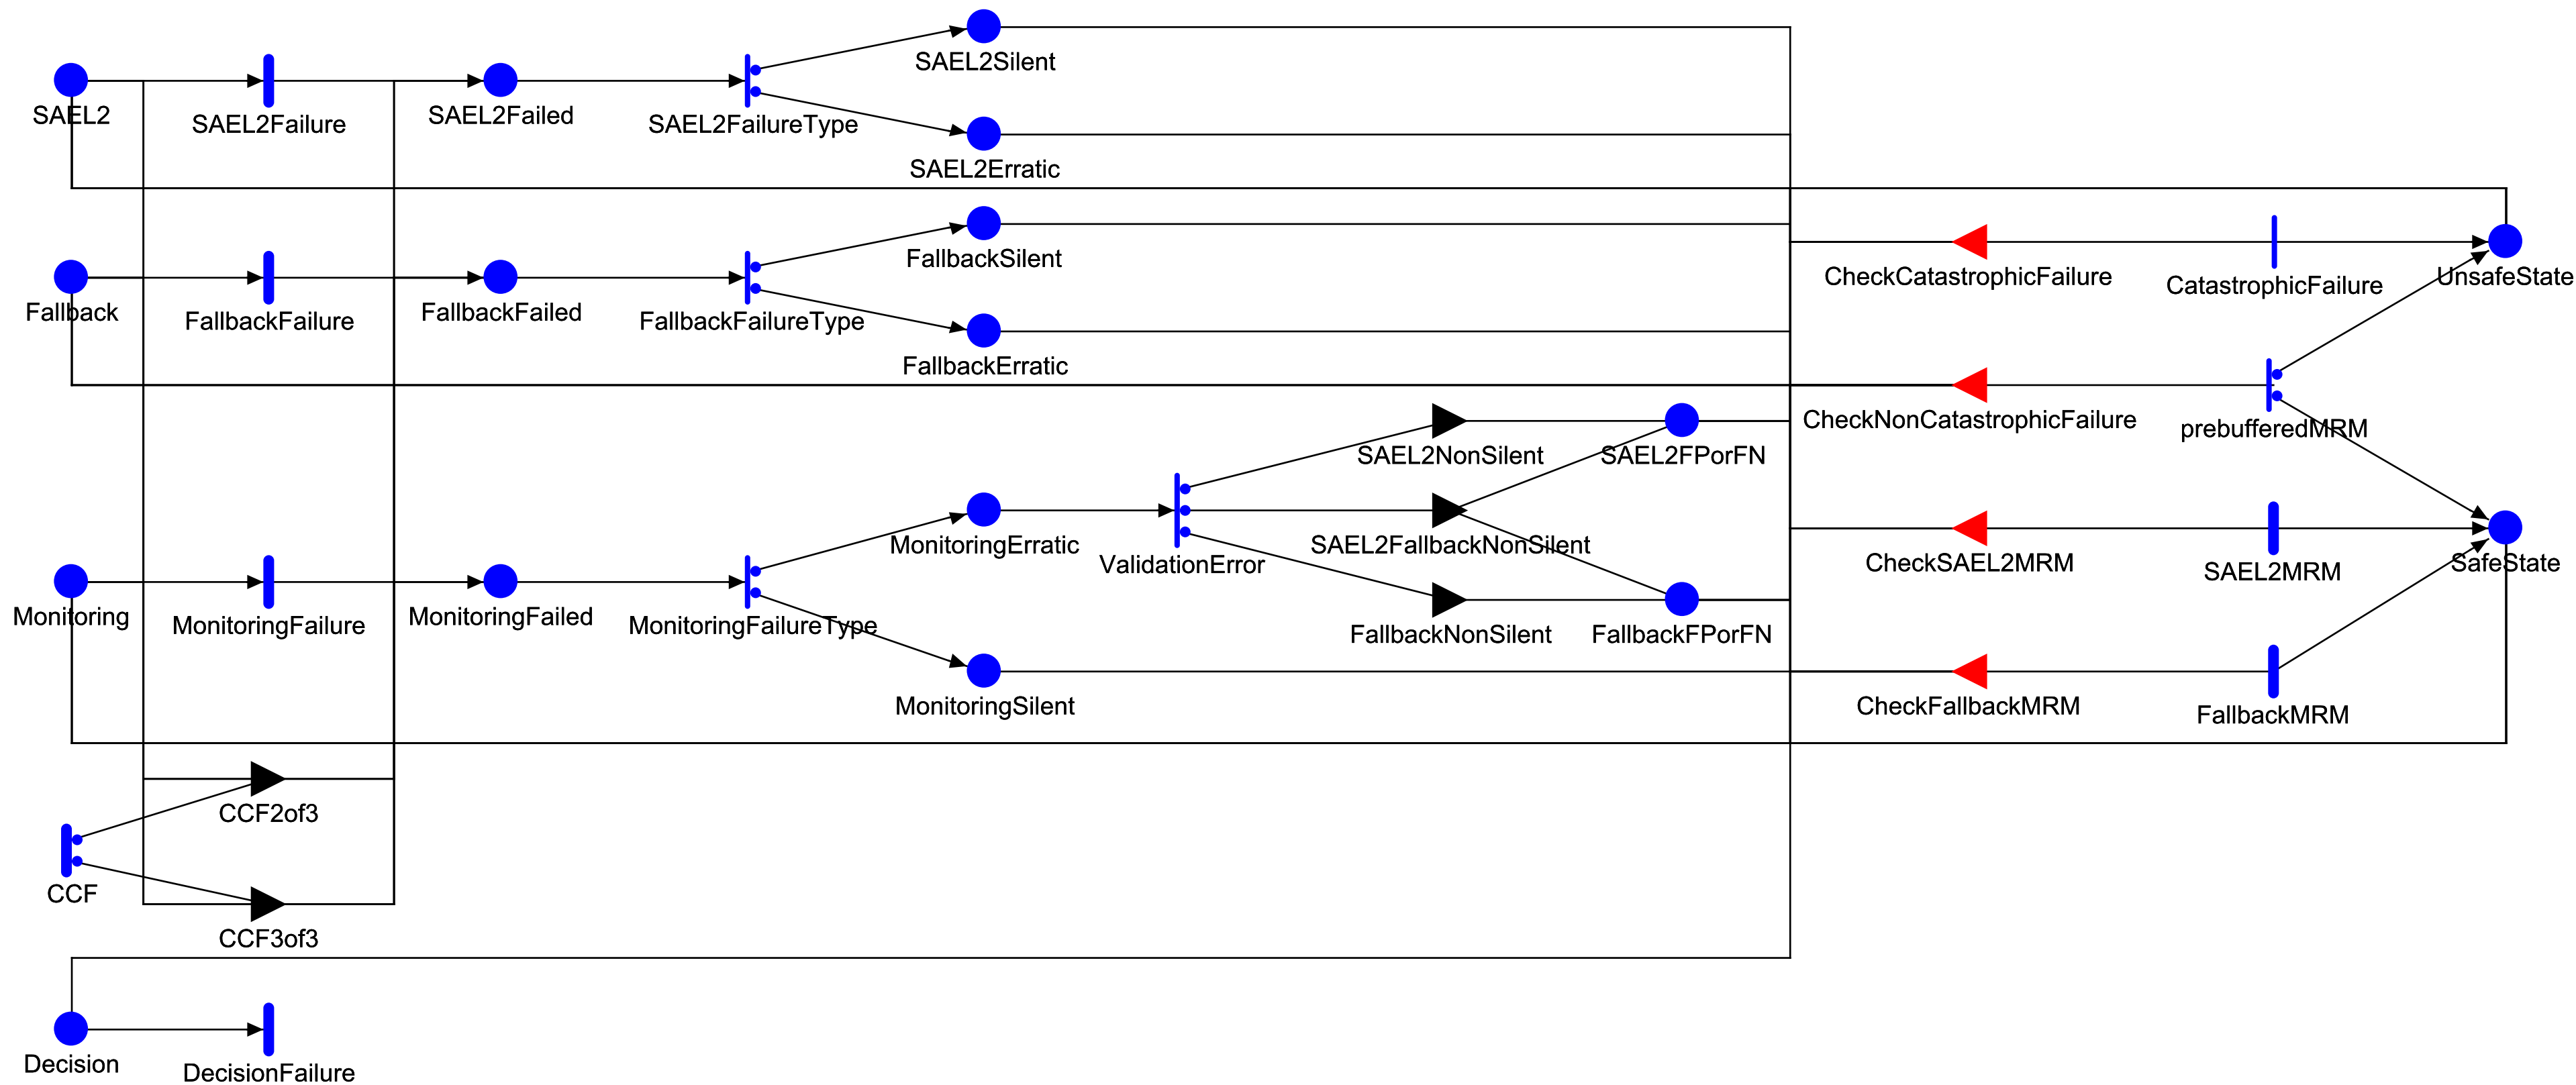 SAEL2Silent
SAEL2
SAEL2Failure
SAEL2Failed
SAEL2FailureType
SAEL2Erratic
FallbackSilent
CheckCatastrophicFailure
CatastrophicFailure
UnsafeState
Fallback
FallbackFailure
FallbackFailed
FallbackFailureType
FallbackErratic
CheckNonCatastrophicFailure
prebufferedMRM
SAEL2NonSilent
SAEL2FPorFN
MonitoringErratic
ValidationError
SAEL2FallbackNonSilent
CheckSAEL2MRM
SAEL2MRM
SafeState
Monitoring
MonitoringFailure
MonitoringFailed
MonitoringFailureType
FallbackNonSilent
FallbackFPorFN
MonitoringSilent
CheckFallbackMRM
FallbackMRM
CCF2of3
CCF
CCF3of3
Decision
DecisionFailure